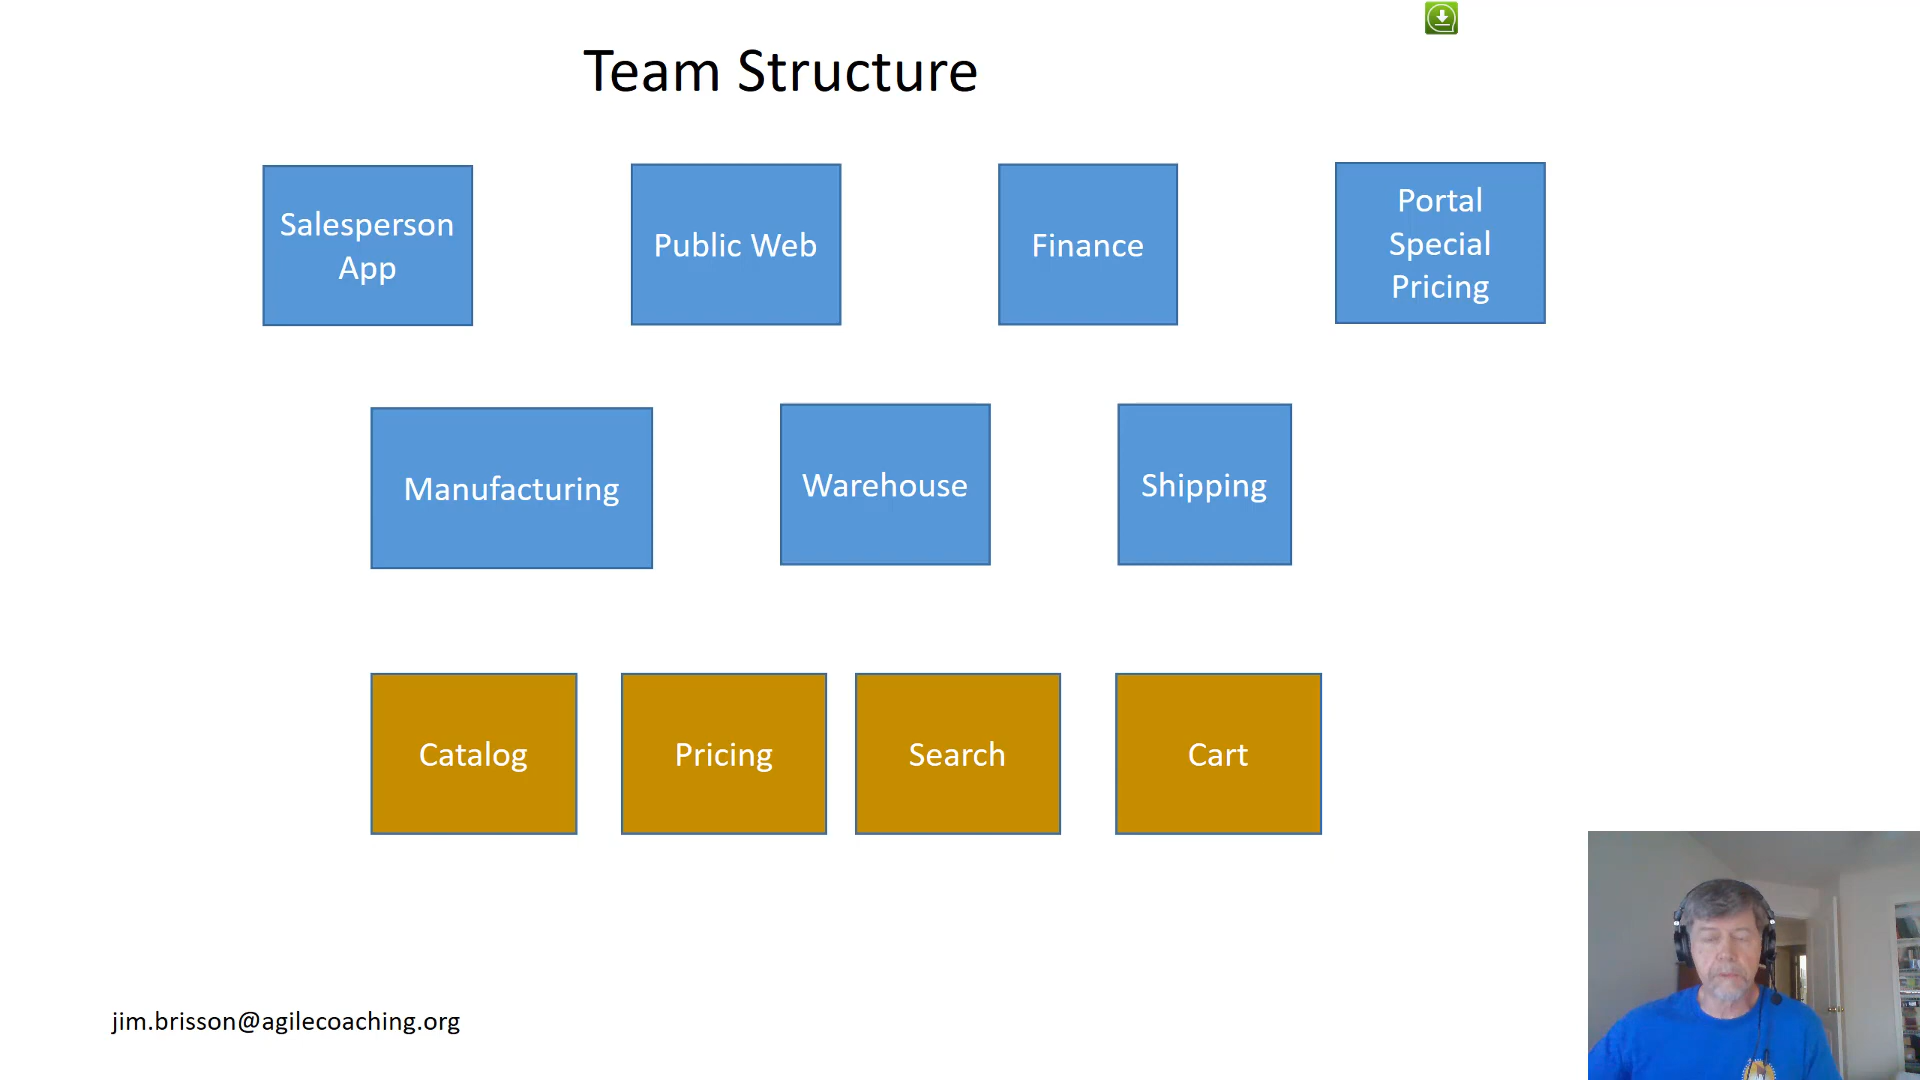 Team Structure
Salesperson
App
Public Web
Finance
Portal
Special
Pricing
Manufacturing
Warehouse
Shipping
Catalog
Pricing
Search
Cart
jim.brisson@agilecoaching.org